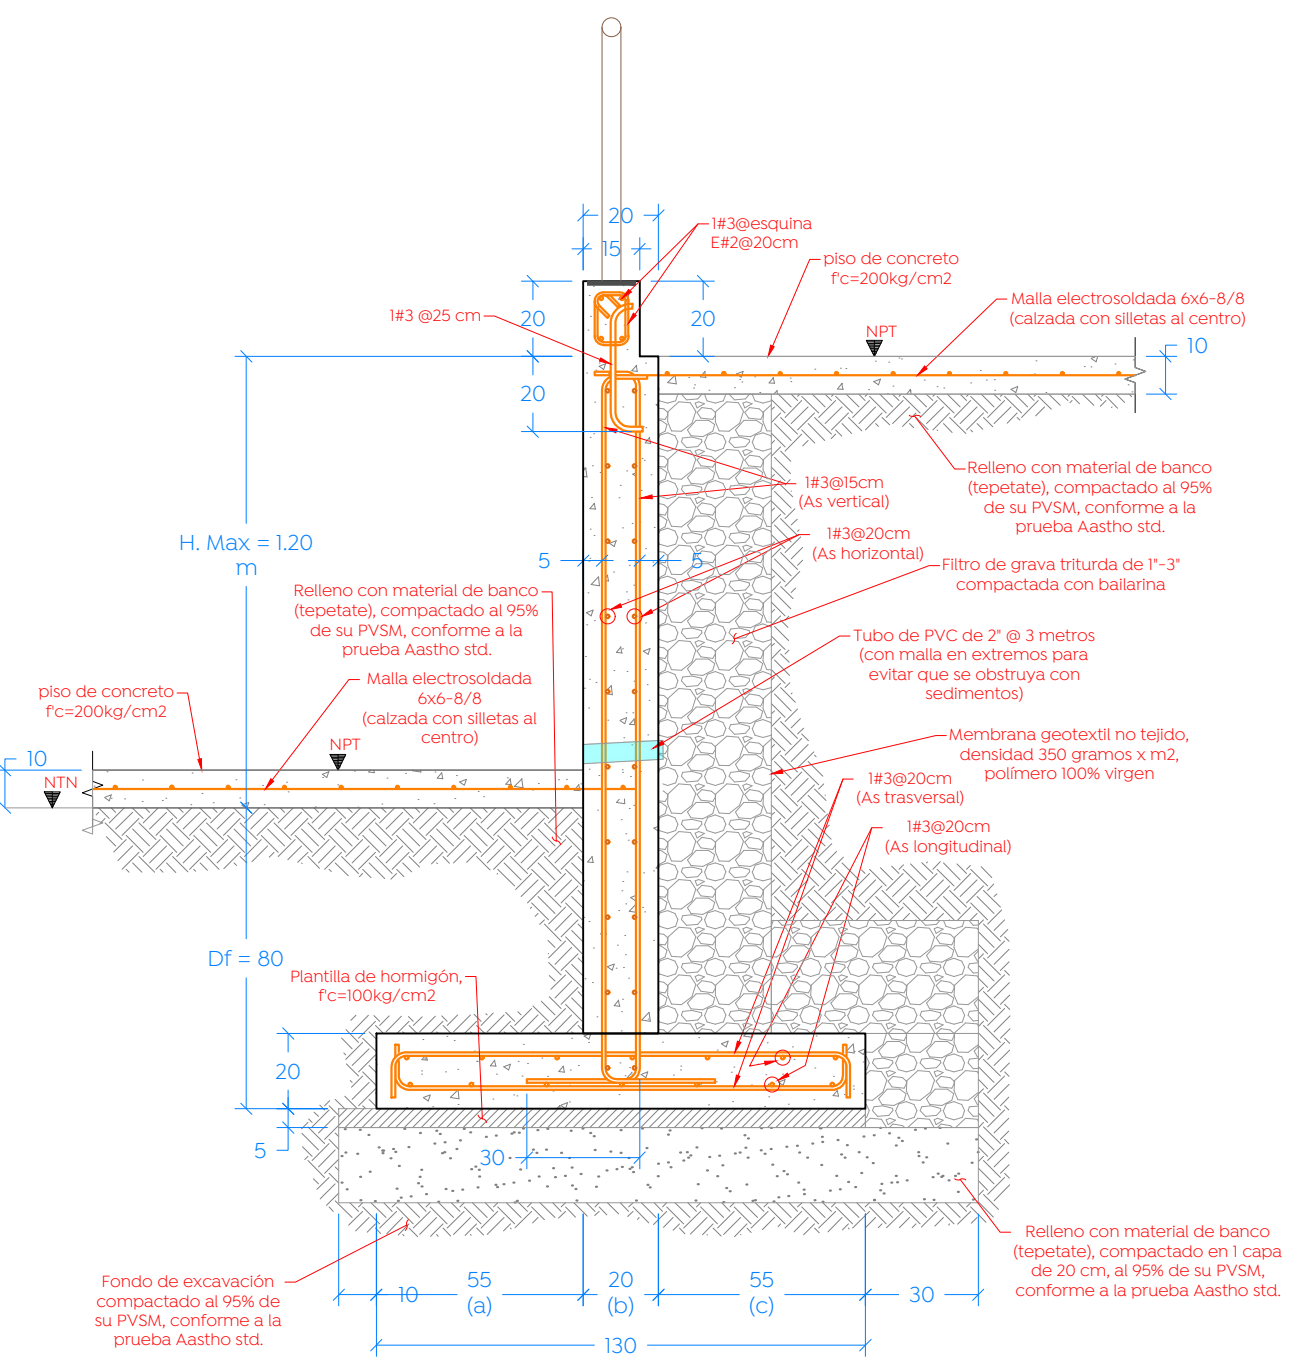 20
15
1#3@esquina
E#2@20cm
piso de concreto
f'c=200kg/cm2
Malla electrosoldada 6x6-8/8
(calzada con silletas al centro)
1#3 @25 cm
20
20
NPT
10
20
Relleno con material de banco
(tepetate), compactado al 95%
de su PVSM, conforme a la
prueba Aastho std.
1#3@15cm
(As vertical)
1#3@20cm
(As horizontal)
H. Max = 1.20
m
5
5
Filtro de grava triturda de 1"-3"
compactada con bailarina
Relleno con material de banco
(tepetate), compactado al 95%
de su PVSM, conforme a la
prueba Aastho std.
Tubo de PVC de 2" @ 3 metros
(con malla en extremos para
evitar que se obstruya con
sedimentos)
Malla electrosoldada
6x6-8/8
(calzada con silletas al
centro)
piso de concreto
f'c=200kg/cm2
NPT
Membrana geotextil no tejido,
densidad 350 gramos x m2,
polímero 100% virgen
10
NTN
1#3@20cm
(As trasversal)
1#3@20cm
(As longitudinal)
Df = 80
Plantilla de hormigón,
f'c=100kg/cm2
20
5
30
Relleno con material de banco
(tepetate), compactado en 1 capa
de 20 cm, al 95% de su PVSM,
conforme a la prueba Aastho std.
Fondo de excavación
compactado al 95% de
su PVSM, conforme a la
prueba Aastho std.
10
55
(a)
20
(b)
55
(c)
30
130